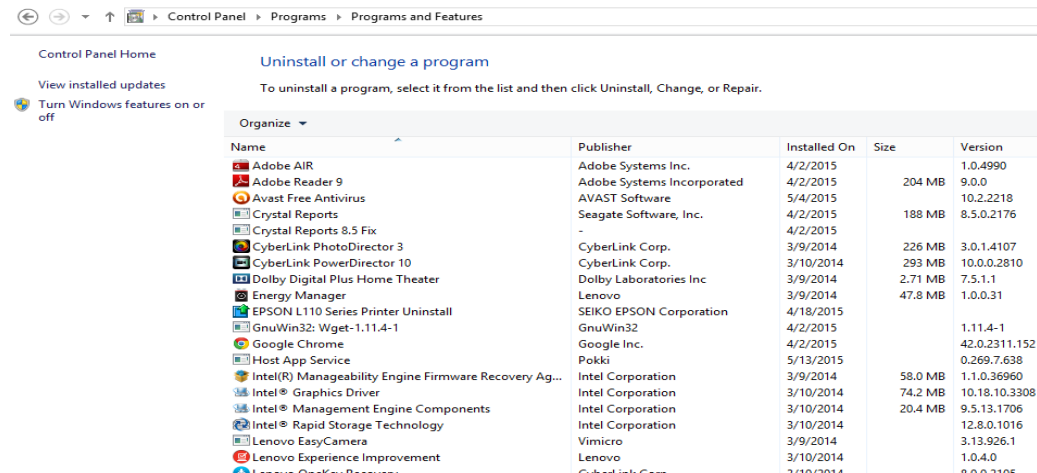 Control Panel Programs Programs and Features
Control Panel Home
View installed updates
Turn Windows features on or
off
Uninstall or change a program
To uninstall a program, select it from the list and then click Uninstall, Change, or Repair.
Organize
Name Publisher Installed On Size Version
Adobe AIR Adobe Systems Inc. 4/2/2015 1.0.4990
Adobe Reader 9 Adobe Systems Incorporated 4/2/2015 204 MB 9.0.0
Avast Free Antivirus AVAST Software 5/4/2015 10.2.2218
Crystal Reports Seagate Software, Inc. 4/2/2015 188 MB 8.5.0.2176
Crystal Reports 8.5 Fix - 4/2/2015
CyberLink PhotoDirector 3 CyberLink Corp. 3/9/2014 226 MB 3.0.1.4107
CyberLink PowerDirector 10 CyberLink Corp. 3/10/2014 293 MB 10.0.0.2810
Dolby Digital Plus Home Theater Dolby Laboratories Inc 3/9/2014 2.71 MB 7.5.1.1
Energy Manager Lenovo 3/9/2014 47.8 MB 1.0.0.31
EPSON L110 Series Printer Uninstall SEIKO EPSON Corporation 4/18/2015
GnuWin32: Wget-1.11.4-1 GnuWin32 4/2/2015 1.11.4-1
Google Chrome Google Inc. 4/2/2015 42.0.2311.152
Host App Service Pokki 5/13/2015 0.269.7.638
Intel(R) Manageability Engine Firmware Recovery Ag... Intel Corporation 3/9/2014 58.0 MB 1.1.0.36960
Intel® Graphics Driver Intel Corporation 3/10/2014 74.2 MB 10.18.10.3308
Intel® Management Engine Components Intel Corporation 3/10/2014 20.4 MB 9.5.13.1706
Intel® Rapid Storage Technology Intel Corporation 3/10/2014 12.8.0.1016
Lenovo EasyCamera Vimicro 3/9/2014 3.13.926.1
Lenovo Experience Improvement Lenovo 3/10/2014 1.0.4.0
Lenovo OneKey Recovery CyberLink Corp. 3/10/2014